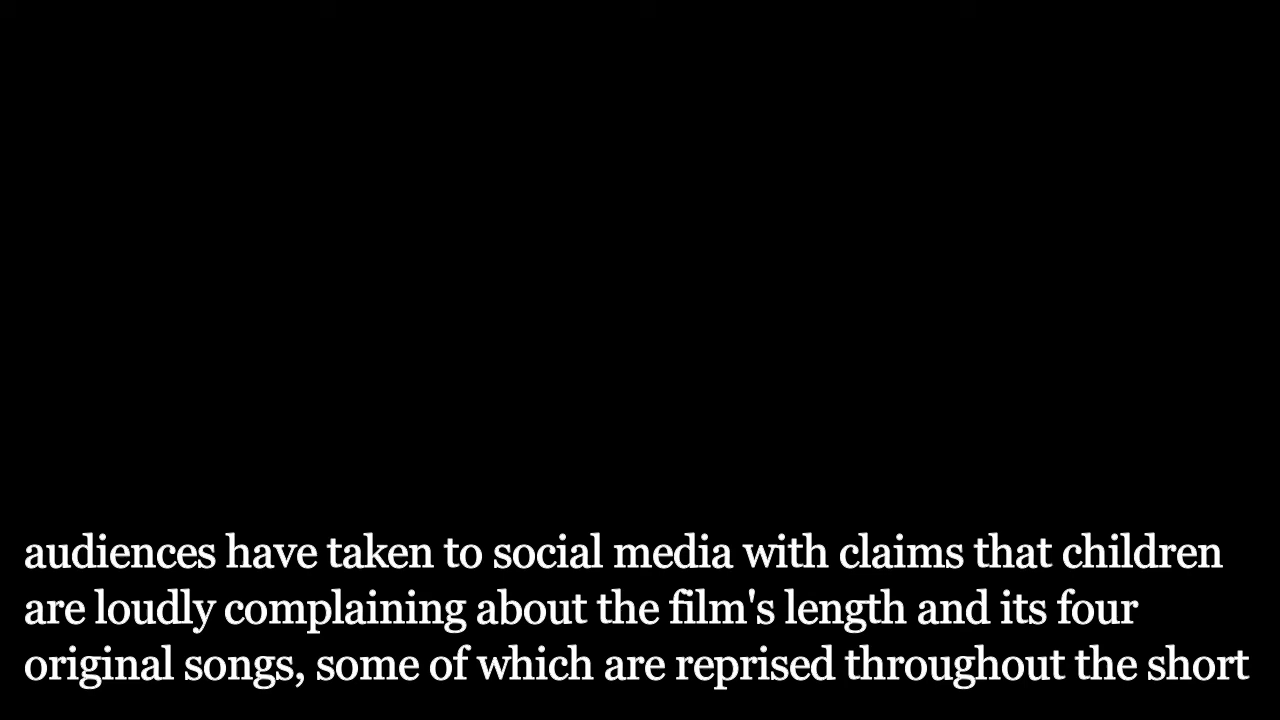 audiences have taken to social media with claims that children
are loudly complaining about the film's length and its four
original songs, some of which are reprised throughout the short